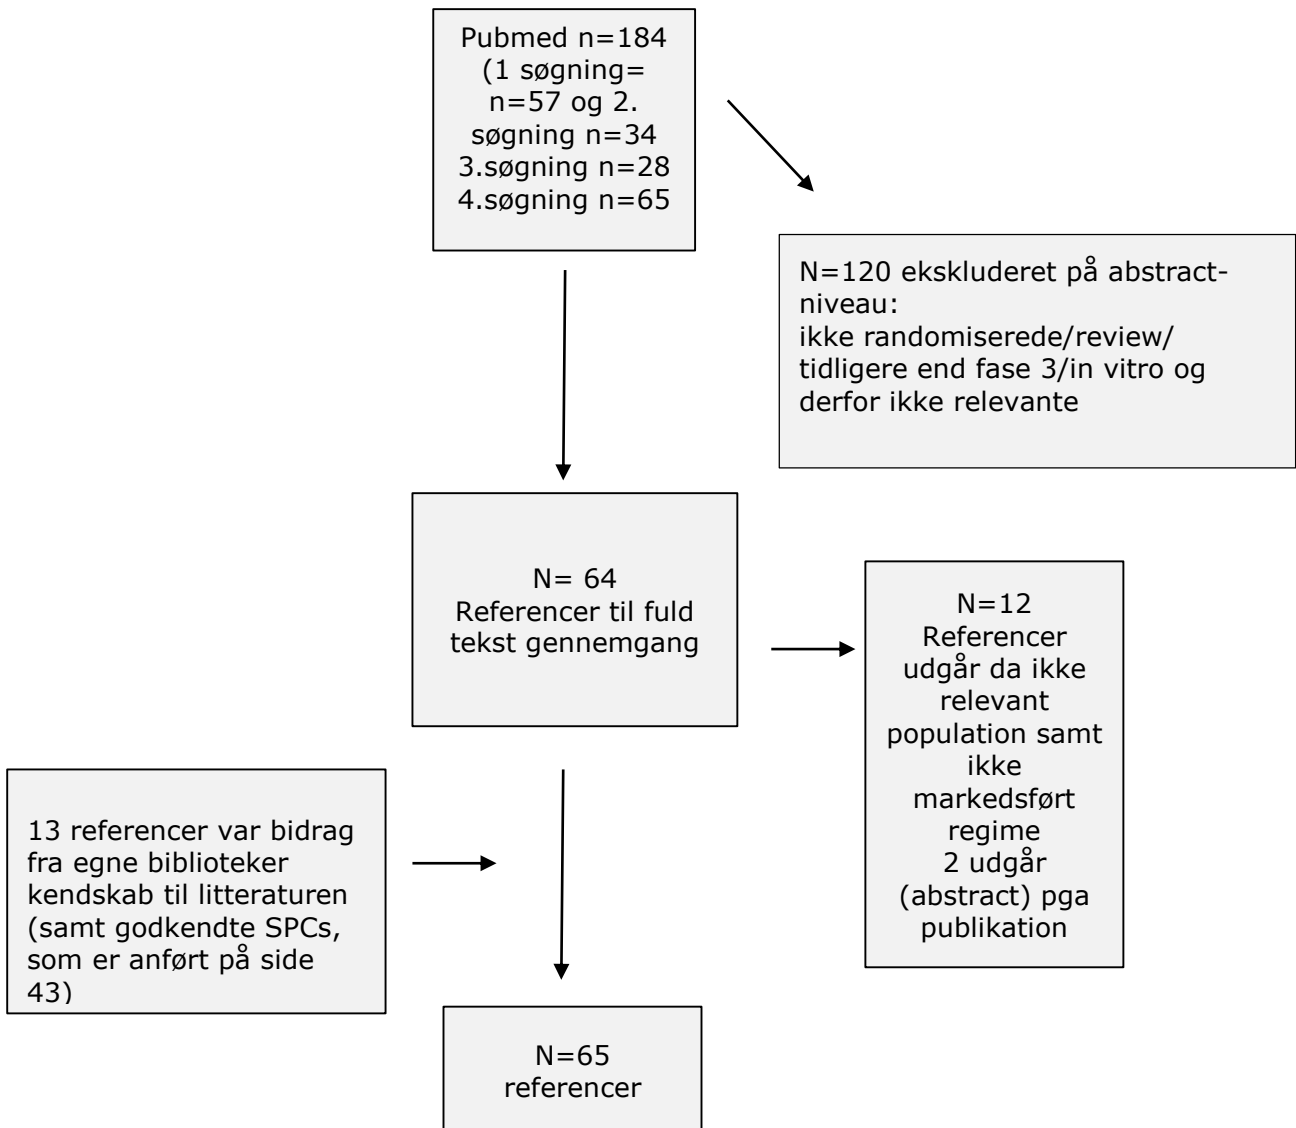 Pubmed n=184
(1 søgning=
n=57 og 2.
søgning n=34
3.søgning n=28
4.søgning n=65
N=120 ekskluderet på abstract-
niveau:
ikke randomiserede/review/
tidligere end fase 3/in vitro og
derfor ikke relevante
N= 64
Referencer til fuld
tekst gennemgang
N=12
Referencer
udgår da ikke
relevant
population samt
ikke
markedsført
regime
2 udgår
(abstract) pga
publikation
13 referencer var bidrag
fra egne biblioteker
kendskab til litteraturen
(samt godkendte SPCs,
som er anført på side
43)
N=65
referencer